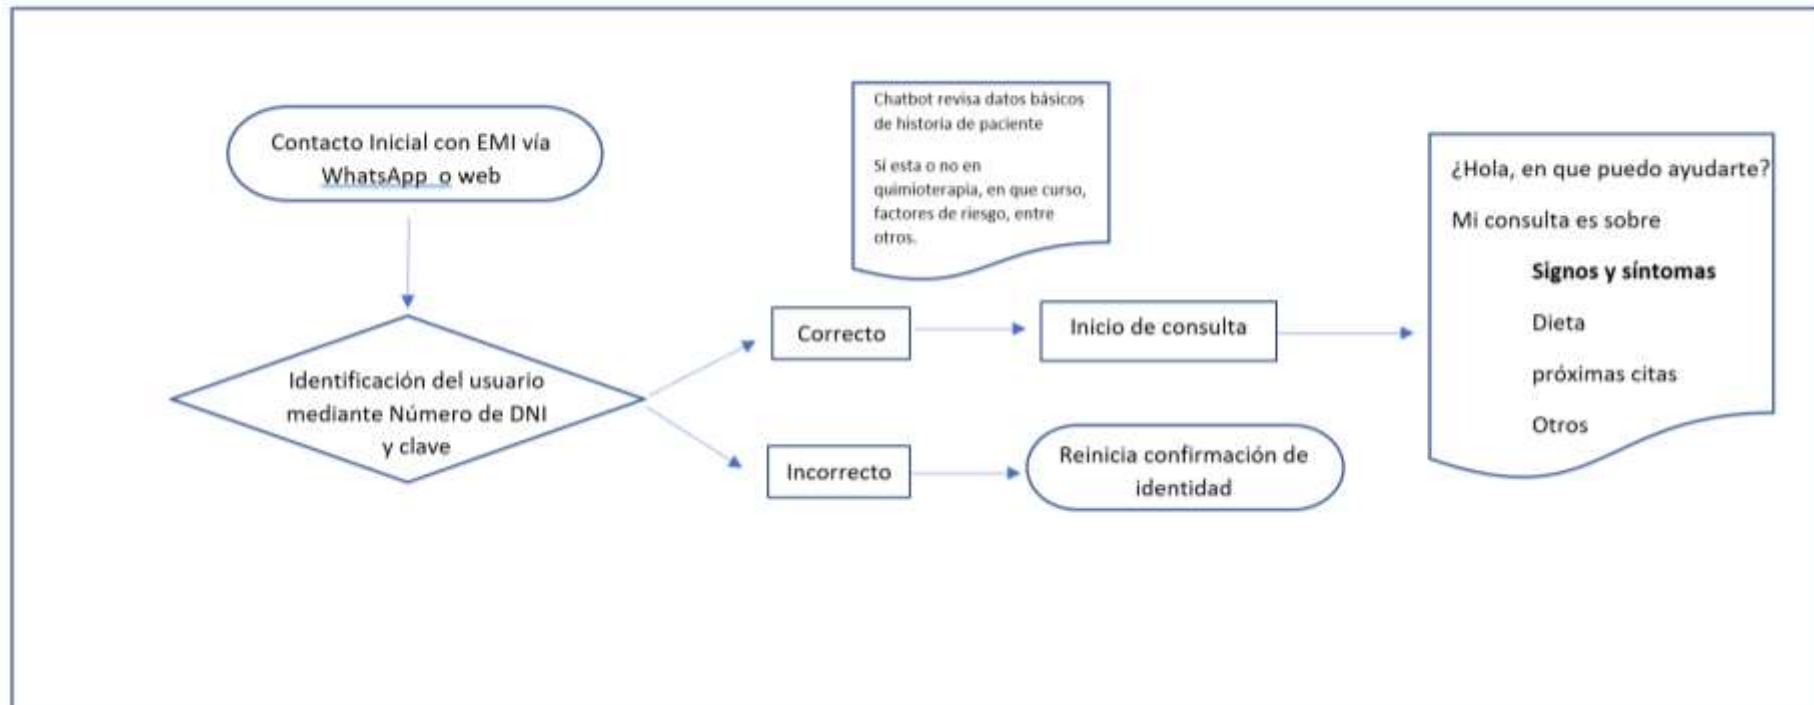 Contacto Inicial con EMI vía
WhatsApp o web
Identificación del usuario
mediante Número de DNI
y clave
Chatbot revisa datos básicos
de historia de paciente
Sí esta o no en
quimioterapia, en que curso,
factores de riesgo, entre
otros.
Correcto
Inicio de consulta
Incorrecto
Reinicia confirmación de
identidad
¿Hola, en que puedo ayudarte?
Mi consulta es sobre
Signos y síntomas
Dieta
próximas citas
Otros